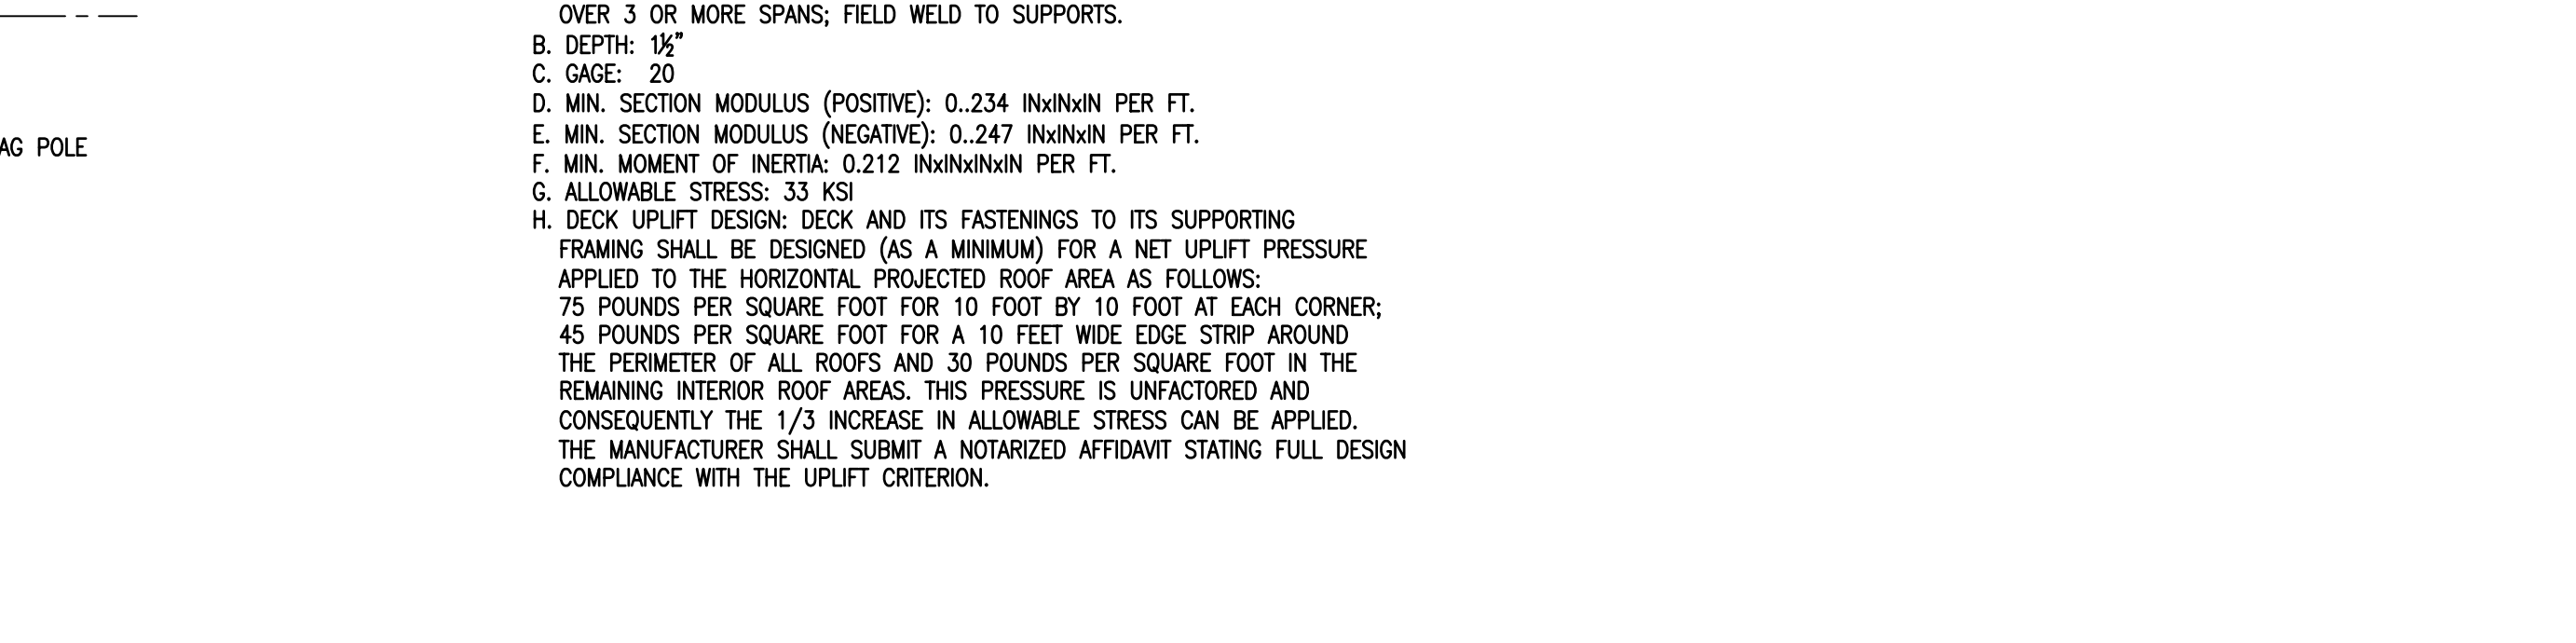 OVER 3 OR MORE SPANS; FIELD WELD TO SUPPORTS.
B. DEPTH: 1½"
C. GAGE: 20
D. MIN. SECTION MODULUS (POSITIVE): 0..234 INxINxIN PER FT.
E. MIN. SECTION MODULUS (NEGATIVE): 0..247 INxINxIN PER FT.
AG POLE
F. MIN. MOMENT OF INERTIA: 0.212 INxINxINxIN PER FT.
G. ALLOWABLE STRESS: 33 KSI
H. DECK UPLIFT DESIGN: DECK AND ITS FASTENINGS TO ITS SUPPORTING
FRAMING SHALL BE DESIGNED (AS A MINIMUM) FOR A NET UPLIFT PRESSURE
APPLIED TO THE HORIZONTAL PROJECTED ROOF AREA AS FOLLOWS:
75 POUNDS PER SQUARE FOOT FOR 10 FOOT BY 10 FOOT AT EACH CORNER;
45 POUNDS PER SQUARE FOOT FOR A 10 FEET WIDE EDGE STRIP AROUND
THE PERIMETER OF ALL ROOFS AND 30 POUNDS PER SQUARE FOOT IN THE
REMAINING INTERIOR ROOF AREAS. THIS PRESSURE IS UNFACTORED AND
CONSEQUENTLY THE 1/3 INCREASE IN ALLOWABLE STRESS CAN BE APPLIED.
THE MANUFACTURER SHALL SUBMIT A NOTARIZED AFFIDAVIT STATING FULL DESIGN
COMPLIANCE WITH THE UPLIFT CRITERION.